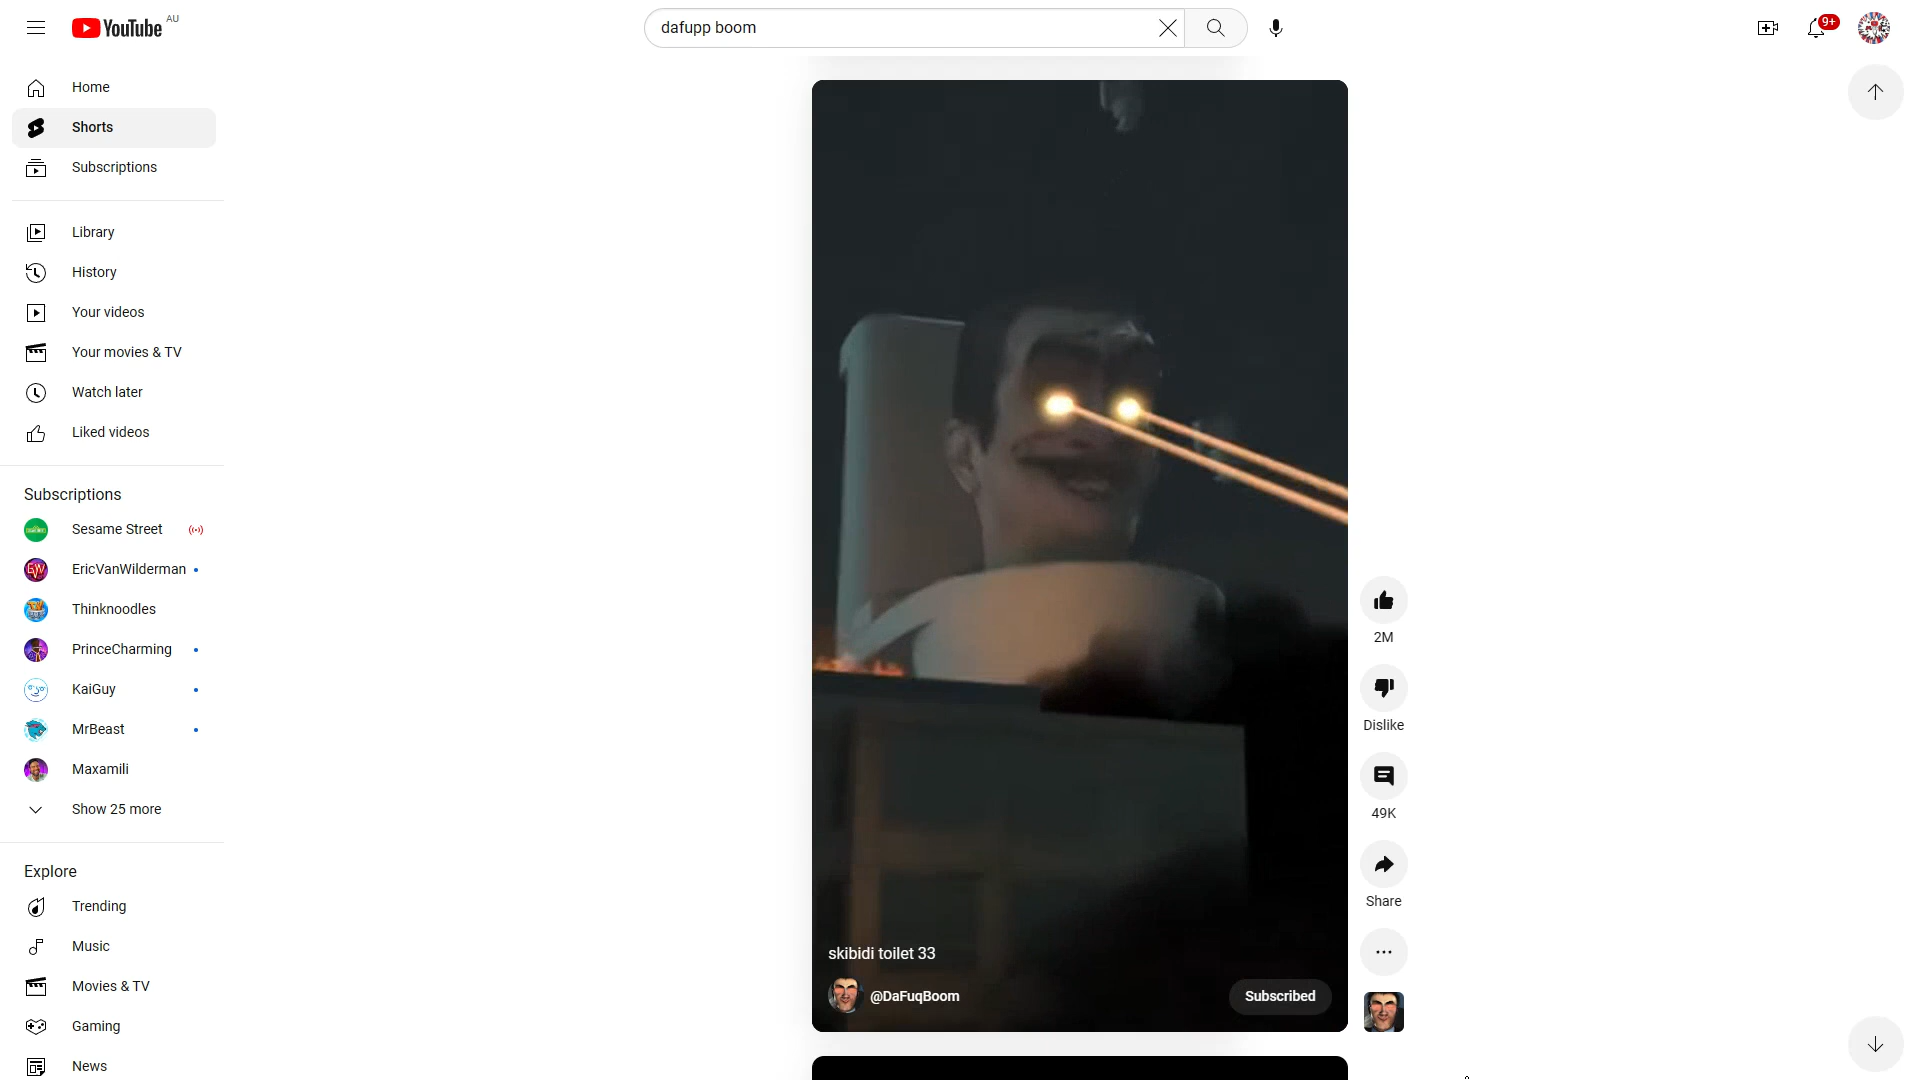 YouTube AU
dafupp boom
9+
Home
Shorts
Subscriptions
Library
History
Your videos
Your movies & TV
Watch later
Liked videos
Subscriptions
Sesame Street
EricVanWilderman
Thinknoodles
PrinceCharming
KaiGuy
MrBeast
Maxamili
Show 25 more
Explore
Trending
Music
Movies & TV
Gaming
News
skibidi toilet 33
@DaFuqBoom
Subscribed
2M
Dislike
49K
Share